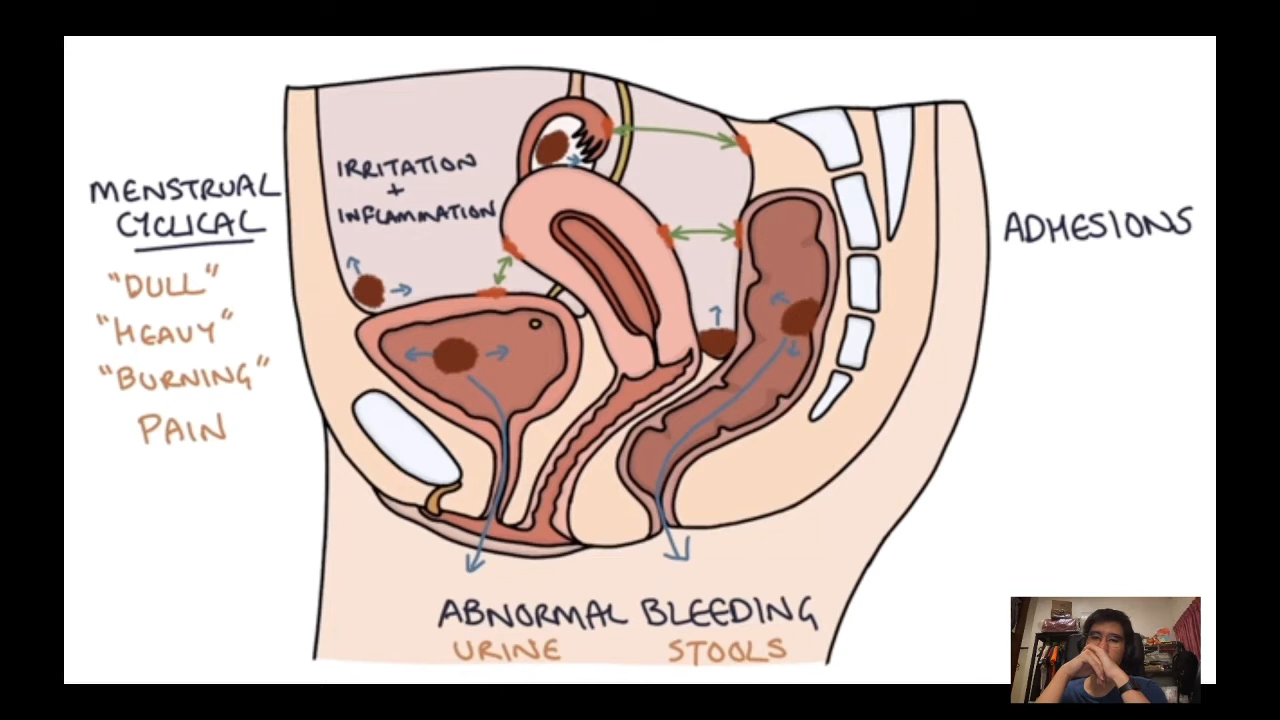 MENSTRUAL
CYCLICAL
"DULL"
"HEAVY"
"BURNING"
PAIN
IRRITATION
+
INFLAMMATION
ADHESIONS
ABNORMAL BLEEDING
URINE STOOLS